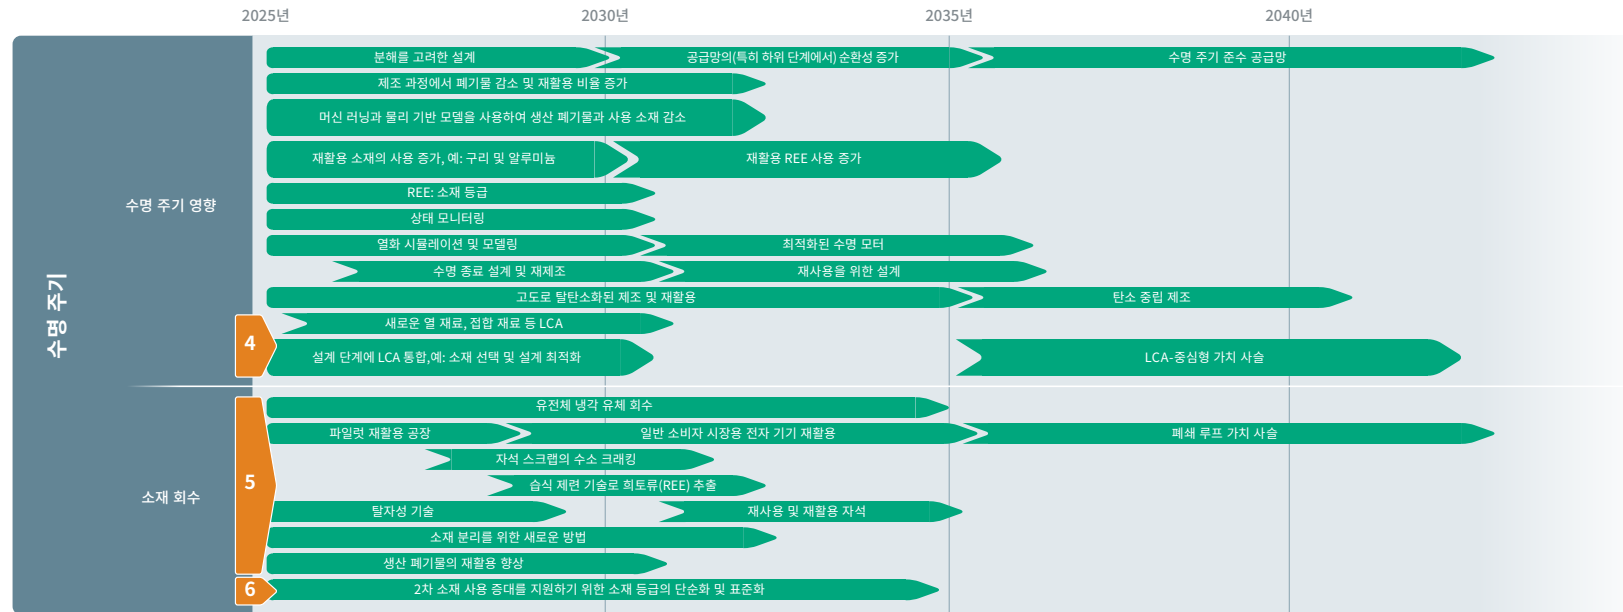 2025년 2030년 2035년 2040년
수명 주기
수명 주기 영향
분해를 고려한 설계 공급망의(특히 하위 단계에서) 순환성 증가 수명 주기 준수 공급망
제조 과정에서 폐기물 감소 및 재활용 비율 증가
머신 러닝과 물리 기반 모델을 사용하여 생산 폐기물과 사용 소재 감소
재활용 소재의 사용 증가, 예: 구리 및 알루미늄 재활용 REE 사용 증가
REE: 소재 등급
상태 모니터링
열화 시뮬레이션 및 모델링 최적화된 수명 모터
수명 종료 설계 및 재제조 재사용을 위한 설계
고도로 탈탄소화된 제조 및 재활용 탄소 중립 제조
4
새로운 열 재료, 접합 재료 등 LCA
설계 단계에 LCA 통합,예: 소재 선택 및 설계 최적화 LCA-중심형 가치 사슬
소재 회수
5
유전체 냉각 유체 회수
파일럿 재활용 공장 일반 소비자 시장용 전자 기기 재활용 폐쇄 루프 가치 사슬
자석 스크랩의 수소 크래킹
습식 제련 기술로 희토류(REE) 추출
탈자성 기술 재사용 및 재활용 자석
소재 분리를 위한 새로운 방법
생산 폐기물의 재활용 향상
6
2차 소재 사용 증대를 지원하기 위한 소재 등급의 단순화 및 표준화